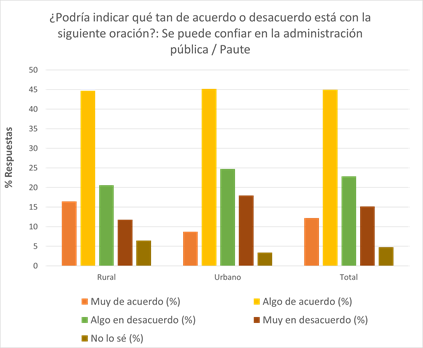 ¿Podría indicar qué tan de acuerdo o desacuerdo está con la
siguiente oración?: Se puede confiar en la administración
pública / Paute
% Respuestas
50
45
40
35
30
25
20
15
10
5
0
Rural Urbano Total
Muy de acuerdo (%) Algo de acuerdo (%)
Algo en desacuerdo (%) Muy en desacuerdo (%)
No lo sé (%)